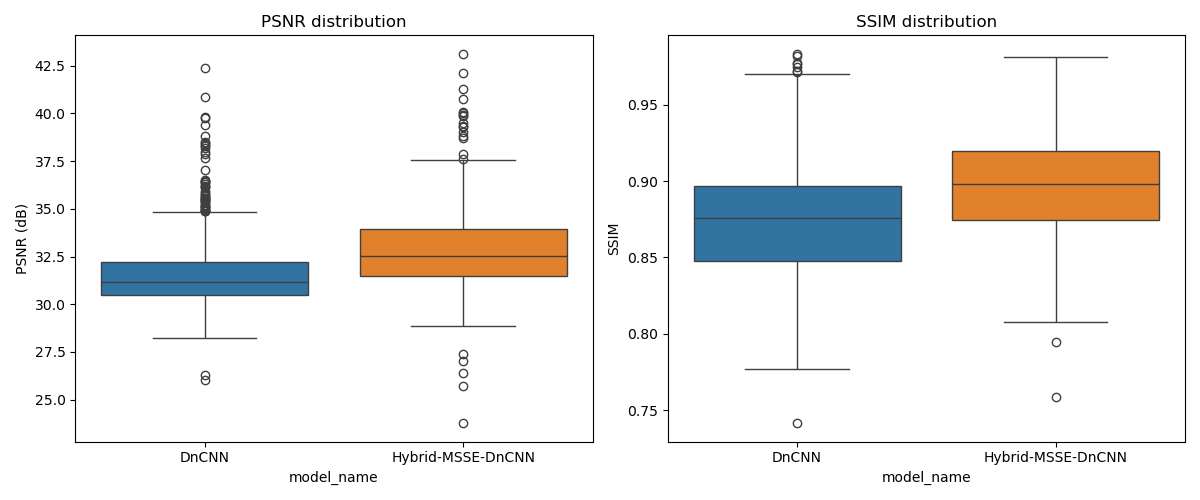 PSNR distribution
PSNR (dB)
42.5
40.0
37.5
35.0
32.5
30.0
27.5
25.0
DnCNN
Hybrid-MSSE-DnCNN
model_name
SSIM distribution
SSIM
0.95
0.90
0.85
0.80
0.75
DnCNN
Hybrid-MSSE-DnCNN
model_name